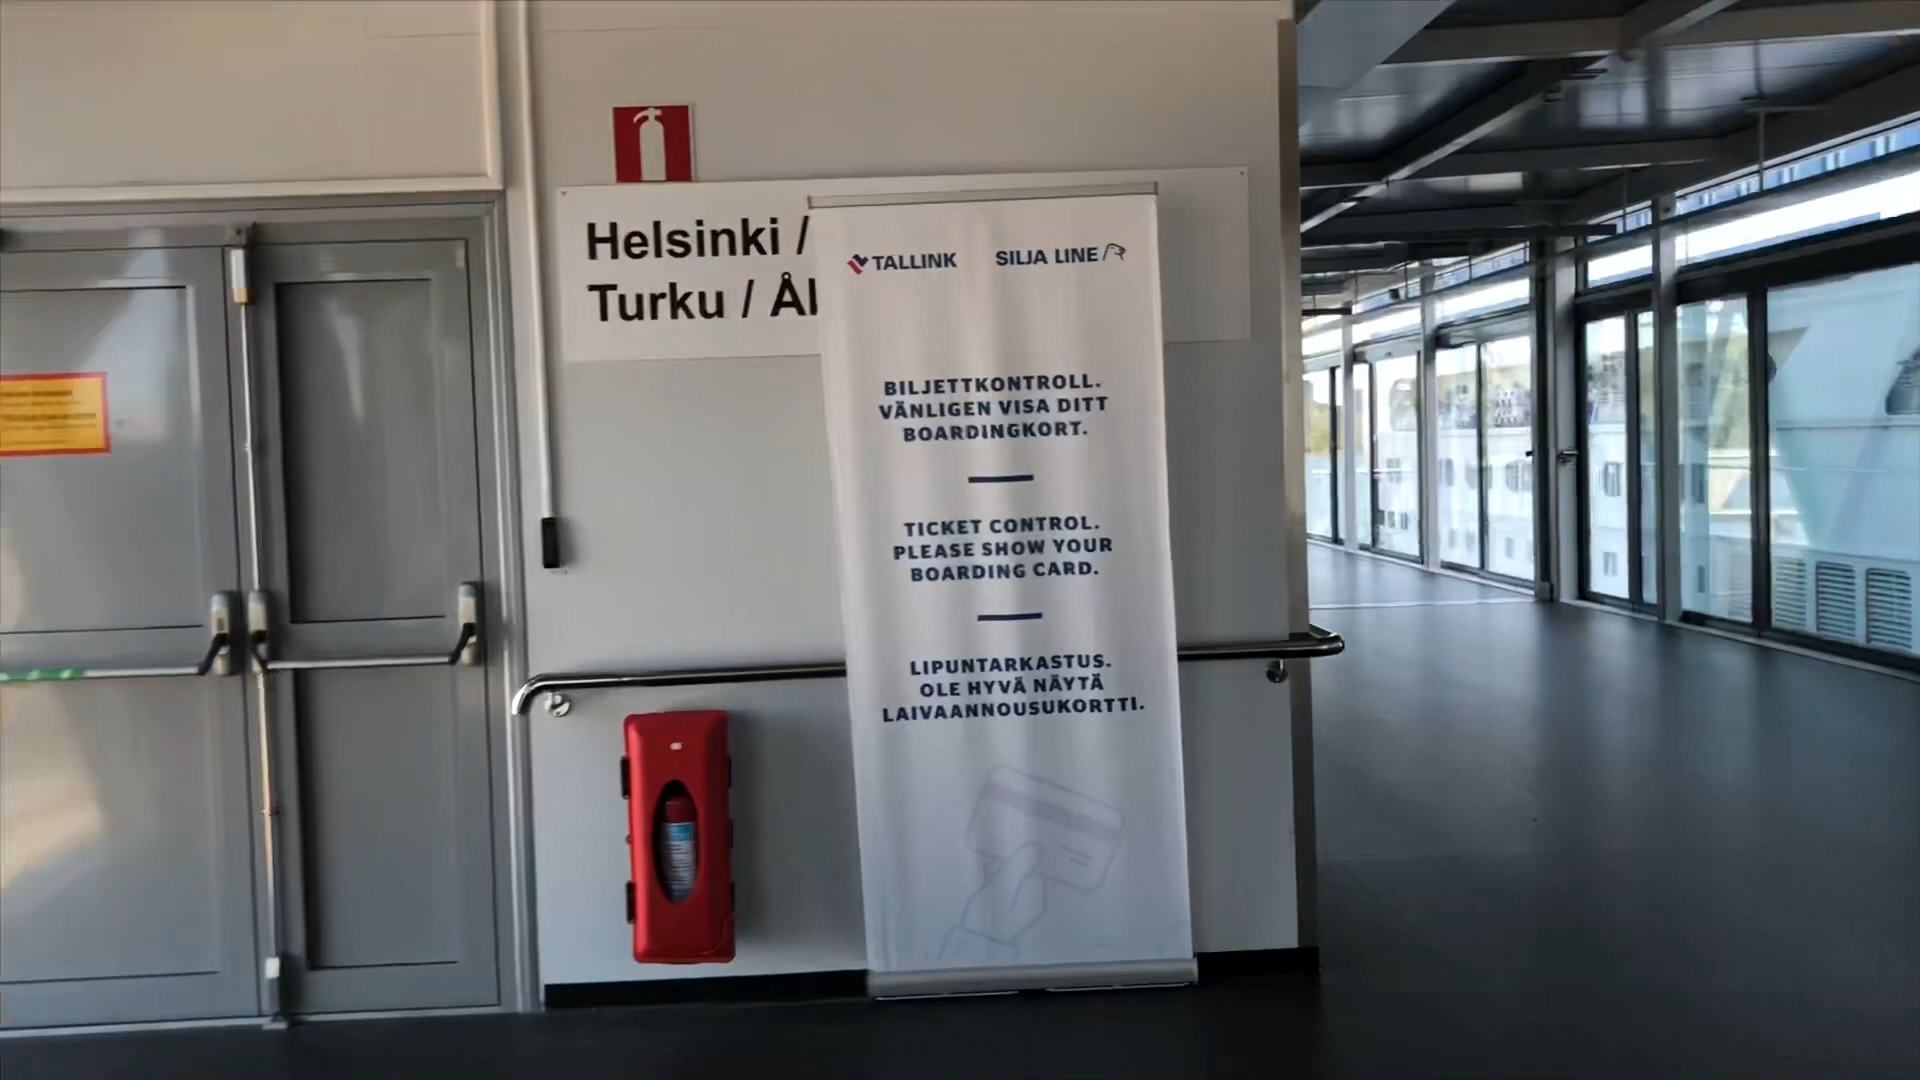 Helsinki /
Turku / Ål
TALLINK SILJA LINE
BILJETTKONTROLL.
VÄNLIGEN VISA DITT
BOARDINGKORT.
TICKET CONTROL.
PLEASE SHOW YOUR
BOARDING CARD.
LIPUNTARKASTUS.
OLE HYVÄ NÄYTÄ
LAIVAANNOUSUKORTTI.